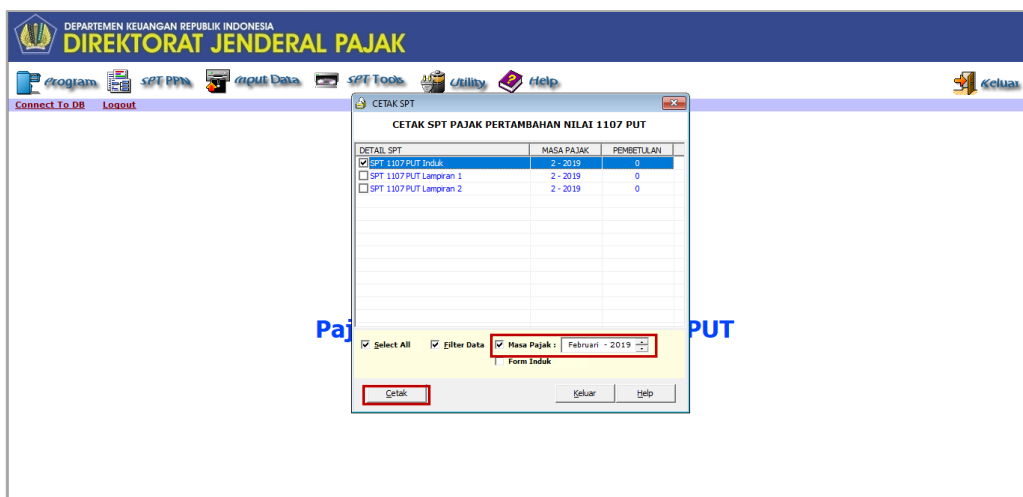 DEPARTEMEN KEUANGAN REPUBLIK INDONESIA
DIREKTORAT JENDERAL PAJAK
Program SPT PPN Input Data SPT Tools Utility Help Keluar
Connect To DB Logout
CETAK SPT
CETAK SPT PAJAK PERTAMBAHAN NILAI 1107 PUT
DETAIL SPT MASA PAJAK PEMBETULAN
SPT 1107 PUT Induk 2 - 2019 0
SPT 1107 PUT Lampiran 1 2 - 2019 0
SPT 1107 PUT Lampiran 2 2 - 2019 0
Paj PUT
Select All Filter Data Masa Pajak : Februari - 2019
Form Induk
Cetak Keluar Help